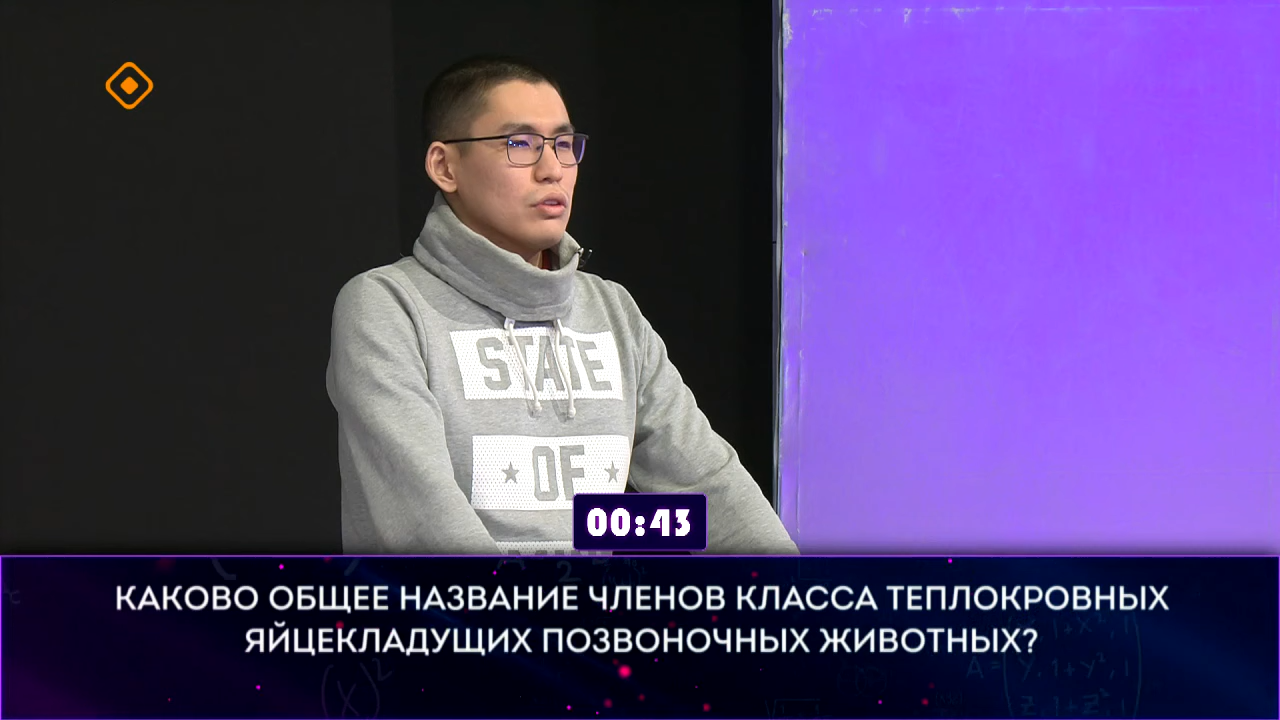 STATE
OF
00:43
КАКОВО ОБЩЕЕ НАЗВАНИЕ ЧЛЕНОВ КЛАССА ТЕПЛОКРОВНЫХ
ЯЙЦЕКЛАДУЩИХ ПОЗВОНОЧНЫХ ЖИВОТНЫХ?